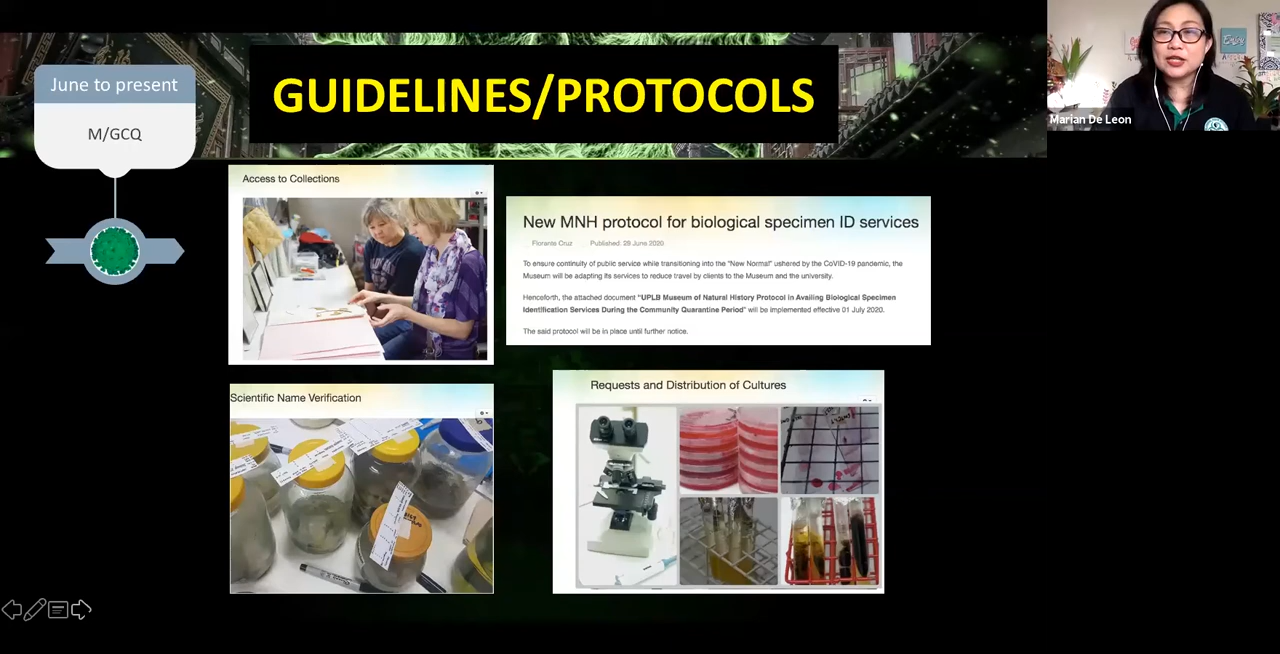 GUIDELINES/PROTOCOLS
June to present
M/GCQ
Marian De Leon
Enjoy
Access to Collections
New MNH protocol for biological specimen ID services
Florante Cruz Published: 29 June 2020
To ensure continuity of public service while transitioning into the "New Normal" ushered by the CoVID-19 pandemic, the
Museum will be adapting its services to reduce travel by clients to the Museum and the university.
Henceforth, the attached document "UPLB Museum of Natural History Protocol in Availing Biological Specimen
Identification Services During the Community Quarantine Period" will be implemented effective 01 July 2020.
The said protocol will be in place until further notice.
Scientific Name Verification
Requests and Distribution of Cultures